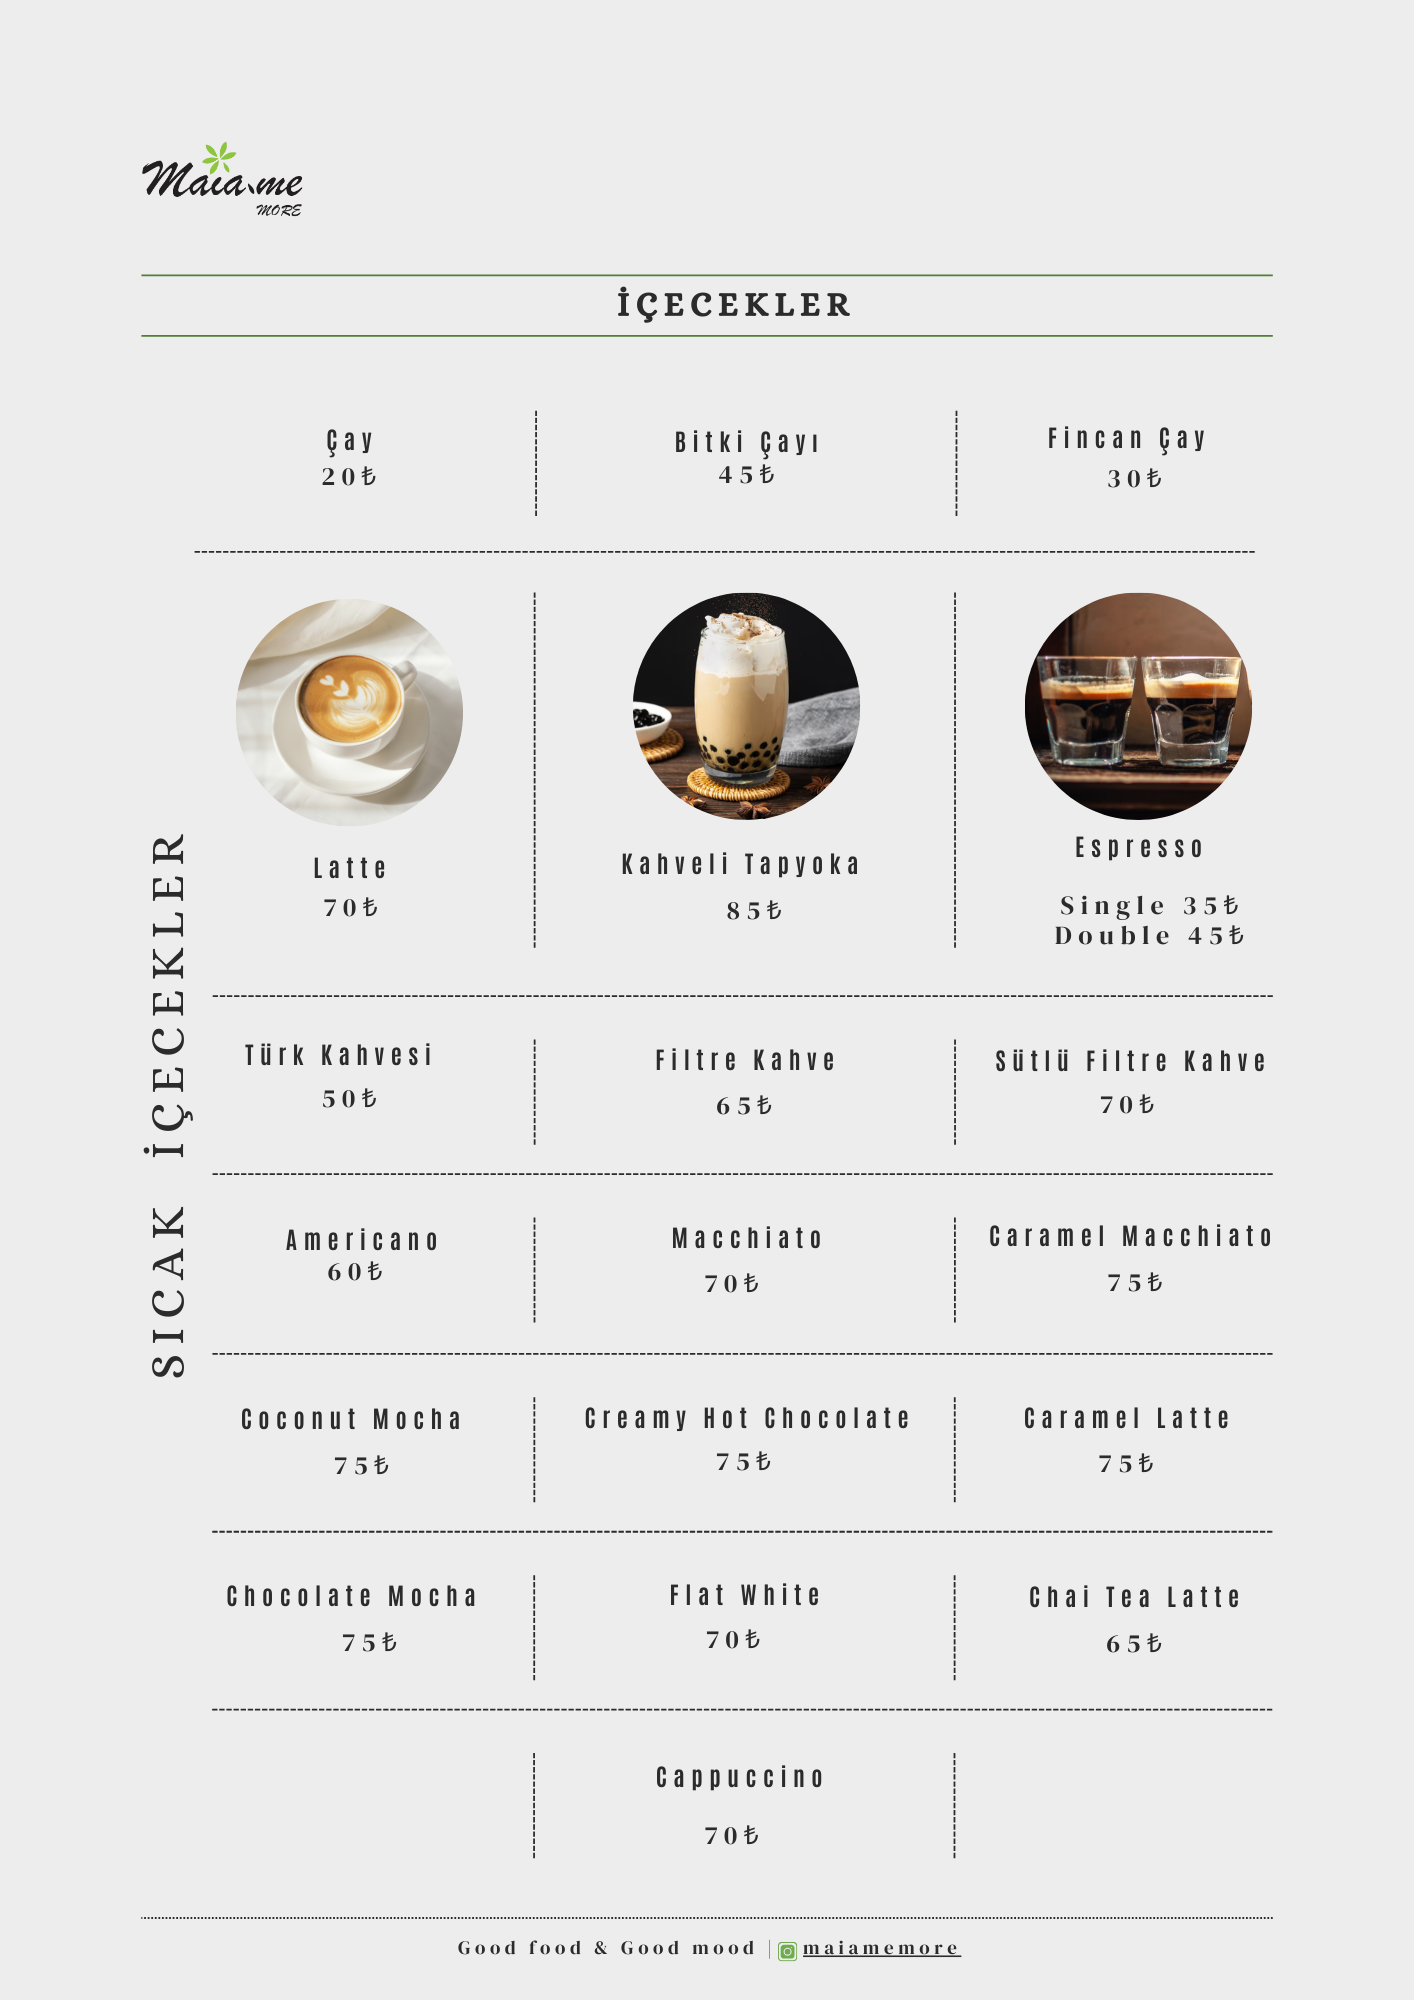 Maia.me
MORE
İÇECEKLER
Çay
20₺
Bitki Çayı
45₺
Fincan Çay
30₺
SICAK İÇECEKLER
Latte
70₺
Kahveli Tapyoka
85₺
Espresso
Single 35₺
Double 45₺
Türk Kahvesi
50₺
Filtre Kahve
65₺
Sütlü Filtre Kahve
70₺
Americano
60₺
Macchiato
70₺
Caramel Macchiato
75₺
Coconut Mocha
75₺
Creamy Hot Chocolate
75₺
Caramel Latte
75₺
Chocolate Mocha
75₺
Flat White
70₺
Chai Tea Latte
65₺
Cappuccino
70₺
Good food & Good mood | maiamemore